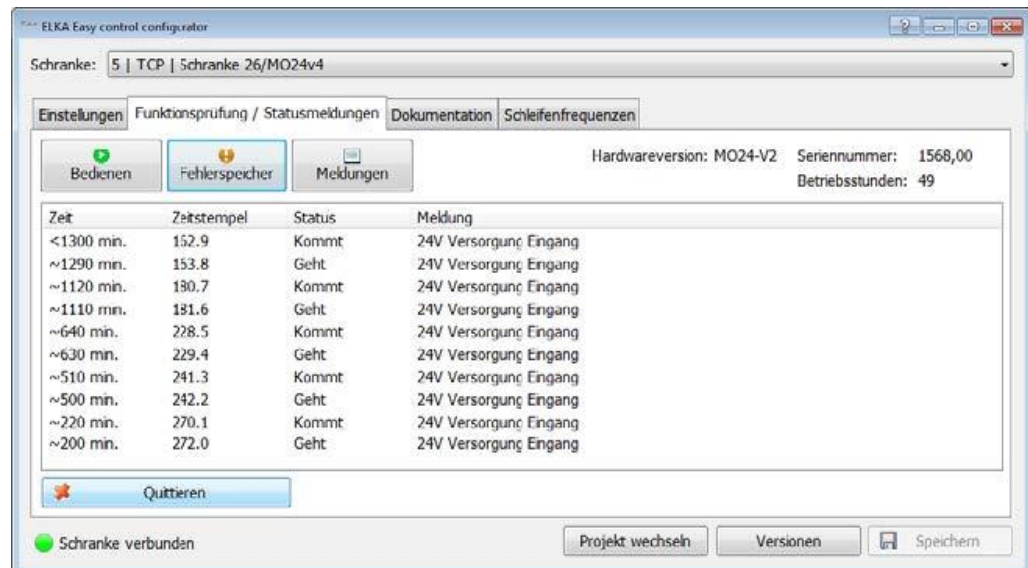 ELKA Easy control configurator
Schranke: 5 | TCP | Schranke 26/MO24v4
Einstellungen Funktionsprüfung / Statusmeldungen Dokumentation Schleifenfrequenzen
Bedienen Fehlerspeicher Meldungen Hardwareversion: MO24-V2 Seriennummer: 1568,00
Betriebsstunden: 49
Zeit Zeitstempel Status Meldung
<1300 min. 162.9 Kommt 24V Versorgung Eingang
~1290 min. 163.8 Geht 24V Versorgung Eingang
~1120 min. 180.7 Kommt 24V Versorgung Eingang
~1110 min. 181.6 Geht 24V Versorgung Eingang
~640 min. 228.5 Kommt 24V Versorgung Eingang
~630 min. 229.4 Geht 24V Versorgung Eingang
~510 min. 241.3 Kommt 24V Versorgung Eingang
~500 min. 242.2 Geht 24V Versorgung Eingang
~220 min. 270.1 Kommt 24V Versorgung Eingang
~200 min. 272.0 Geht 24V Versorgung Eingang
Quittieren
Schranke verbunden Projekt wechseln Versionen Speichern